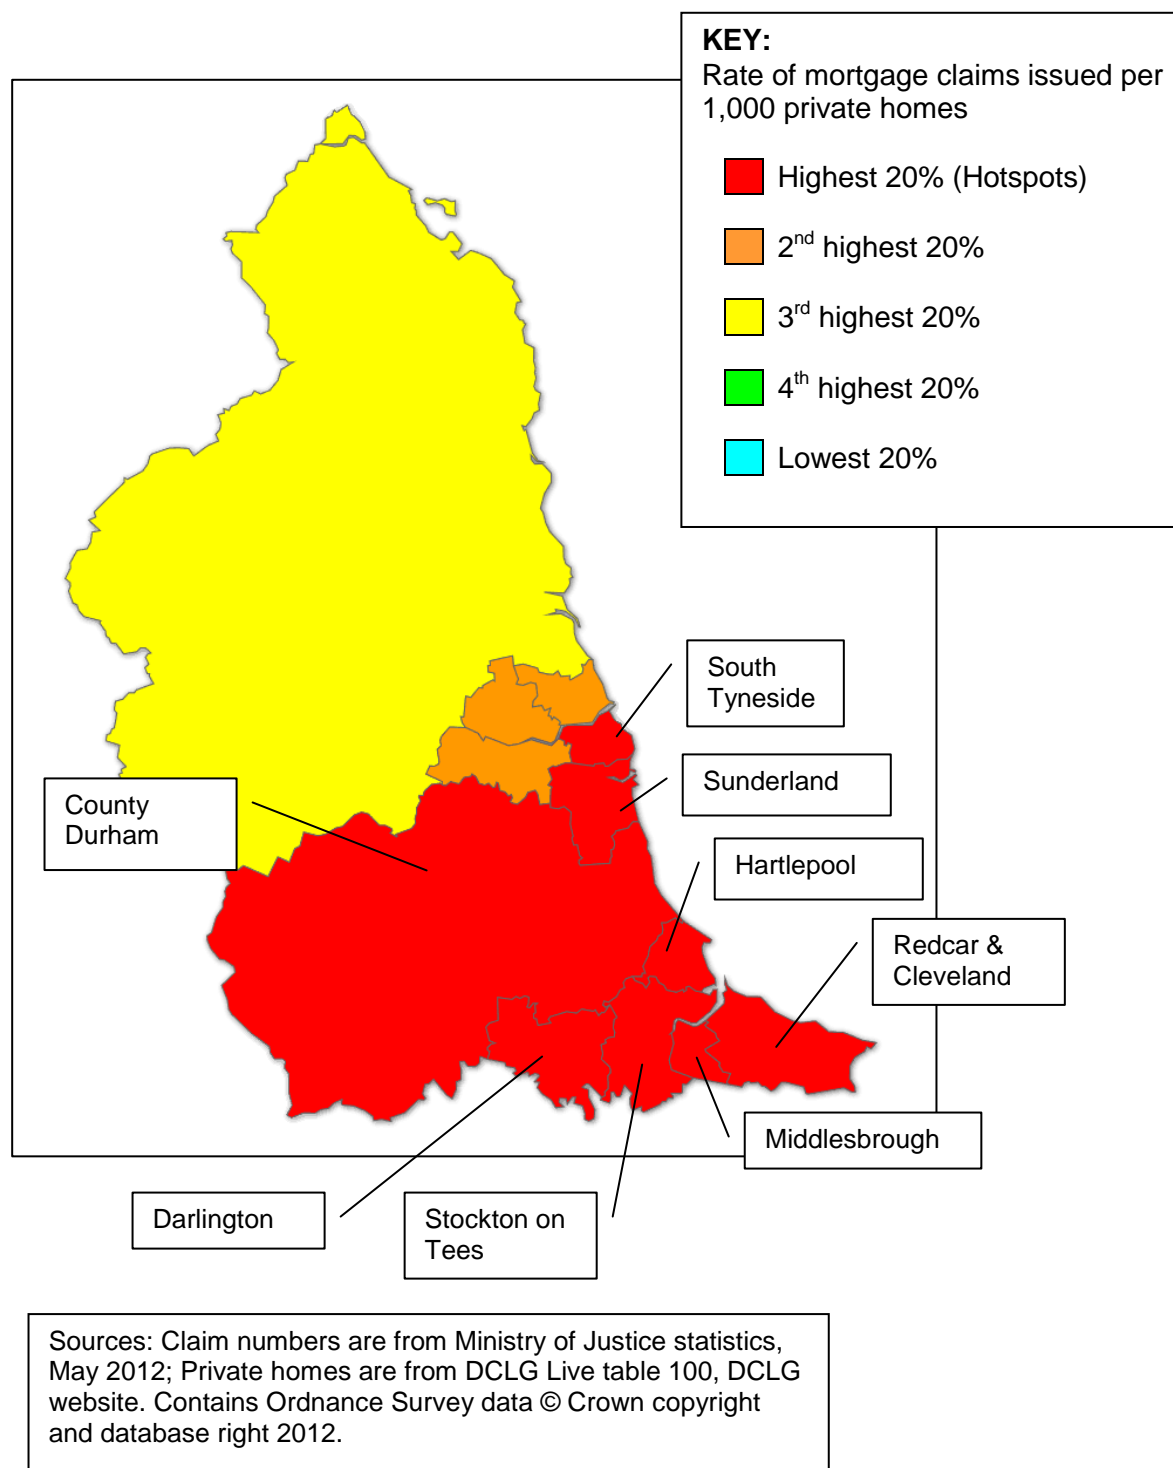 KEY:
Rate of mortgage claims issued per
1,000 private homes
Highest 20% (Hotspots)
2nd highest 20%
3rd highest 20%
4th highest 20%
Lowest 20%
South
Tyneside
Sunderland
County
Durham
Hartlepool
Redcar &
Cleveland
Middlesbrough
Darlington
Stockton on
Tees
Sources: Claim numbers are from Ministry of Justice statistics,
May 2012; Private homes are from DCLG Live table 100, DCLG
website. Contains Ordnance Survey data © Crown copyright
and database right 2012.